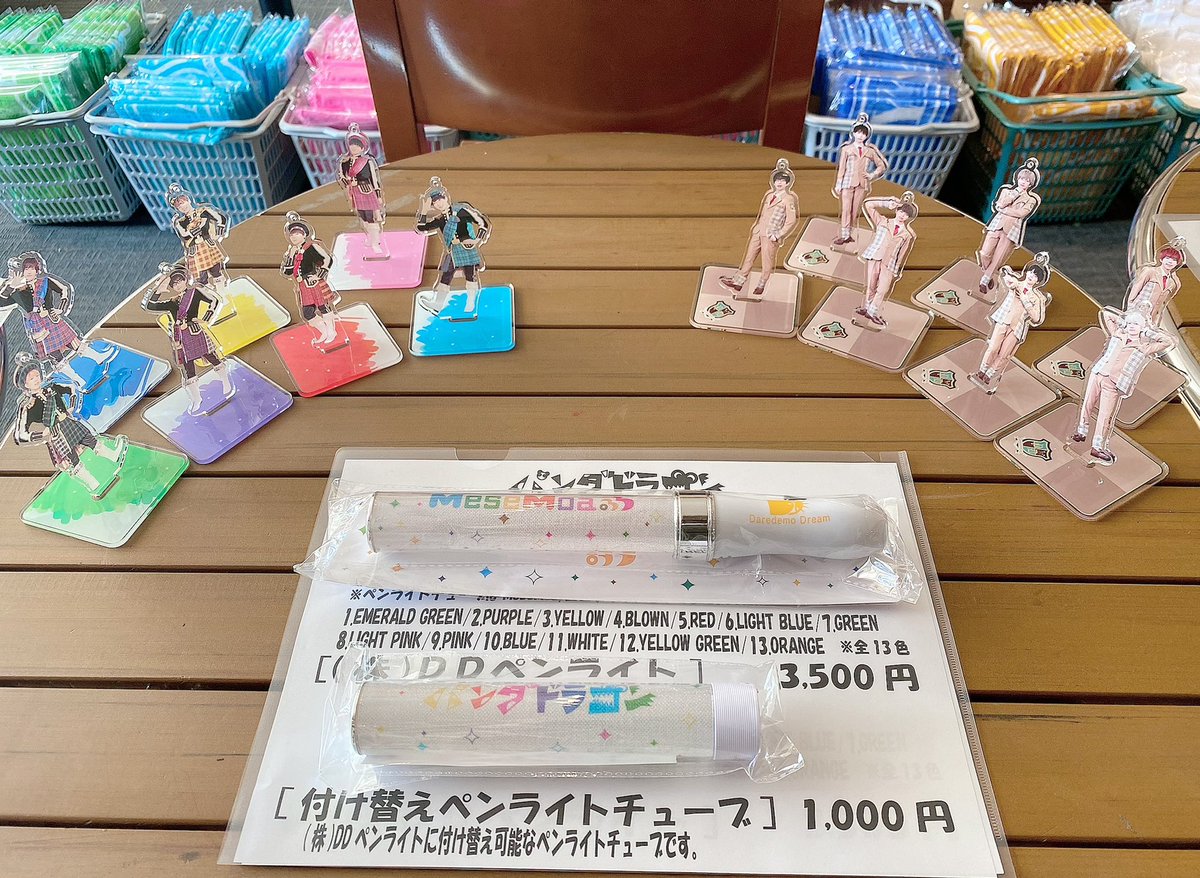 パンダドラゴン
MeseMoa.
Daredemo Dream
※ペンライトチュー
1.EMERALD GREEN/2.PURPLE/3.YELLOW/4.BLOWN/5.RED/6.LIGHT BLUE/7.GREEN
8.LIGHT PINK/9.PINK/10.BLUE/11.WHITE/12.YELLOW GREEN/13.ORANGE ※全13色
[(株)DDペンライト] 3,500円
パンダドラゴン
[付け替えペンライトチューブ] 1,000円
(株)DDペンライトに付け替え可能なペンライトチューブです。